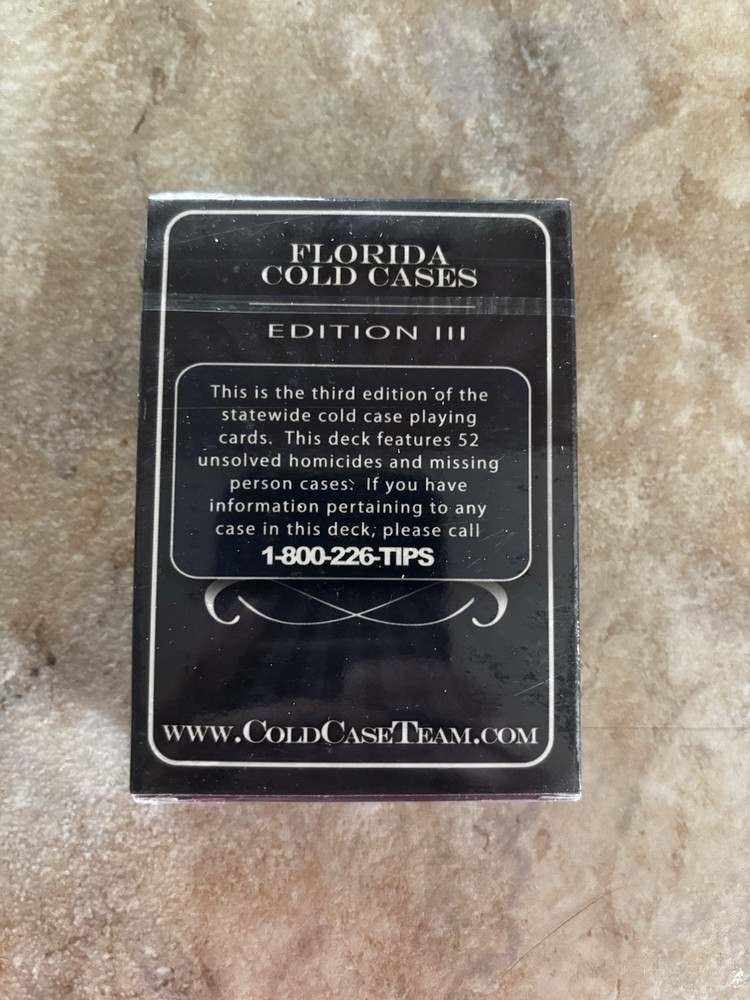 FLORIDA
COLD CASES
EDITION III
This is the third edition of the
statewide cold case playing
cards. This deck features 52
unsolved homicides and missing
person cases. If you have
information pertaining to any
case in this deck, please call
1-800-226-TIPS
WWW.COLDCASETEAM.COM